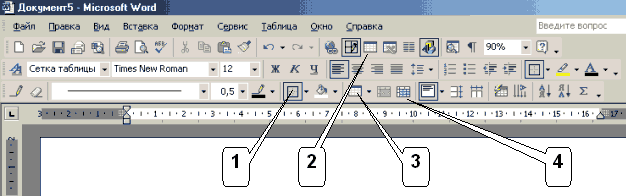 Документ5 - Microsoft Word
Файл Правка Вид Вставка Формат Сервис Таблица Окно Справка Введите вопрос
90%
Сетка таблицы Times New Roman 12 Ж К Ч А
0,5
3 2 1 1 2 3 4 5 6 7 8 9 10 11 12 13 14 15 16 17
1 2 3 4